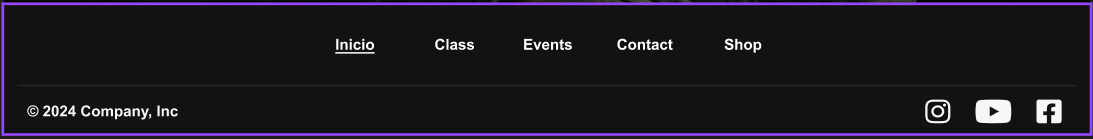 Inicio Class Events Contact Shop
© 2024 Company, Inc